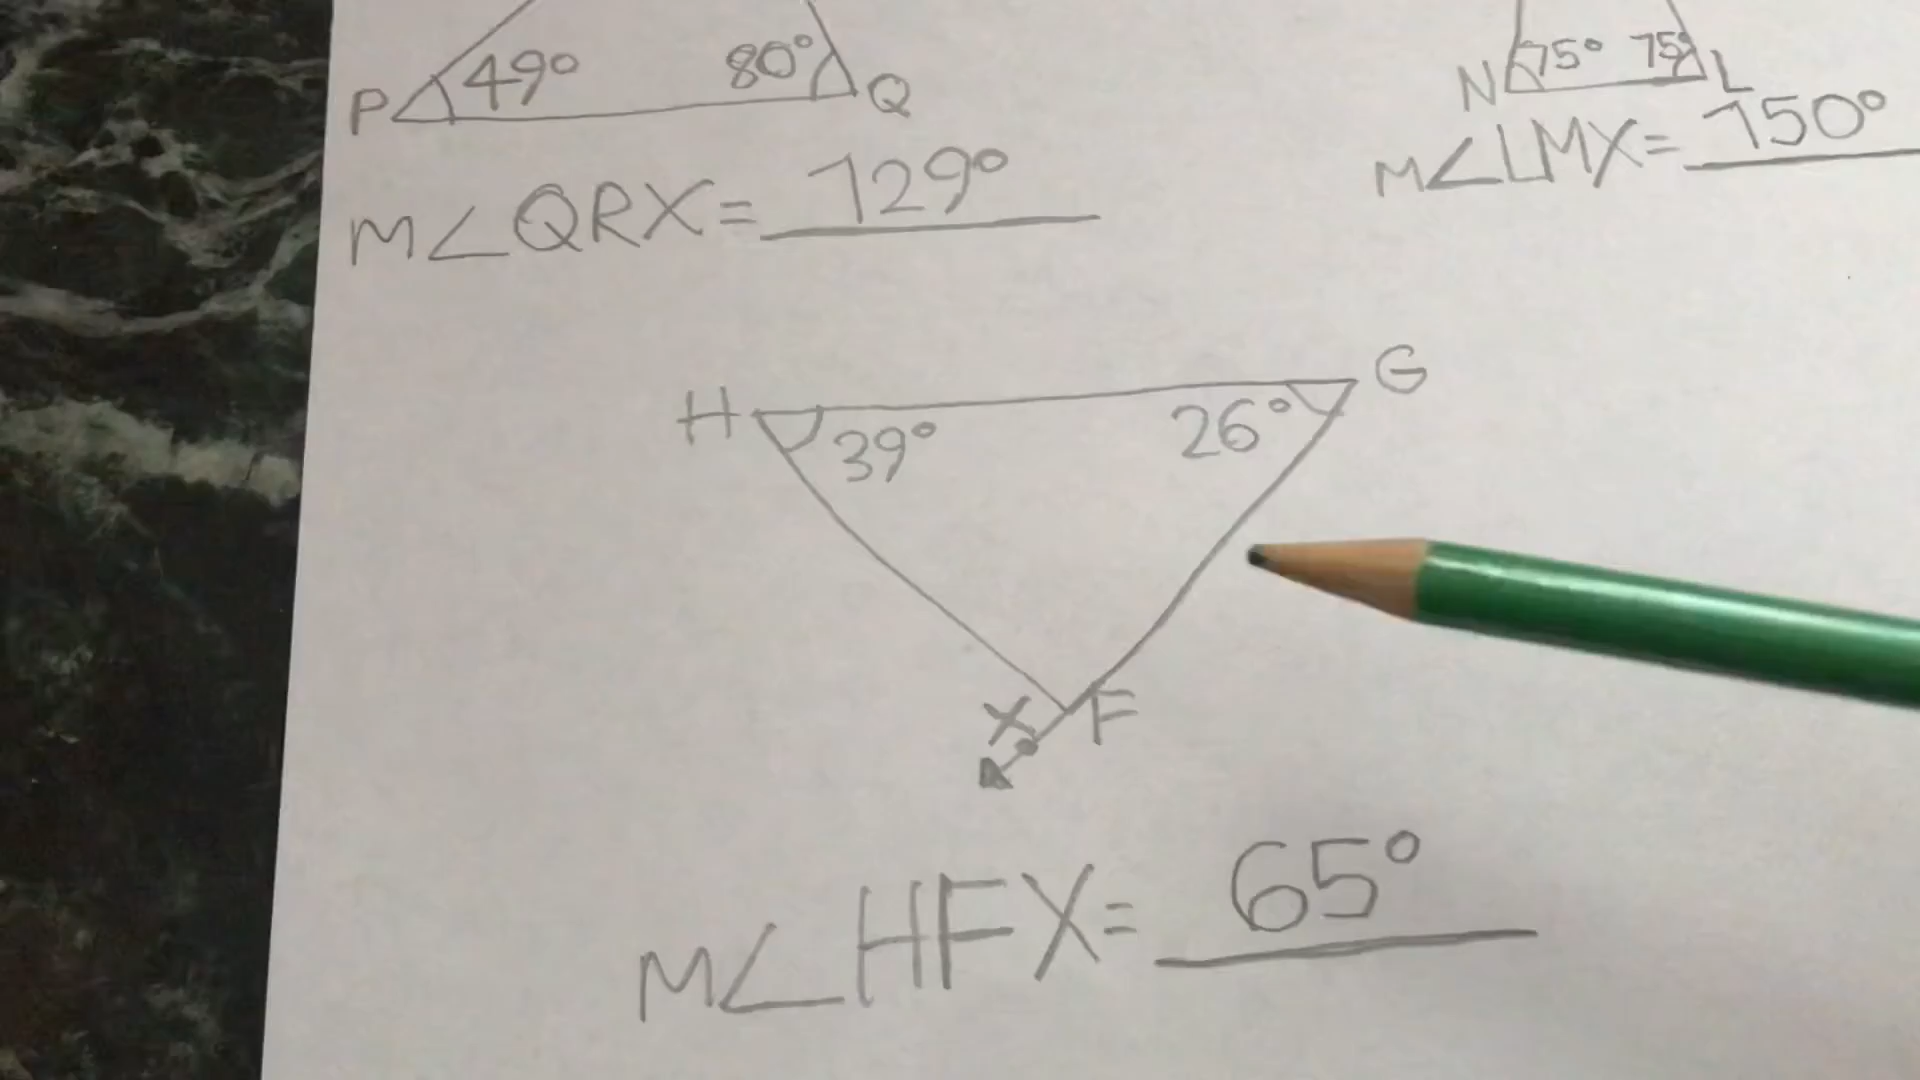 49° 80° 75° 75°
P Q N L
M∠QRX= 129° M∠LMX= 150°
H G
39° 26°
X F
M∠HFX= 65°